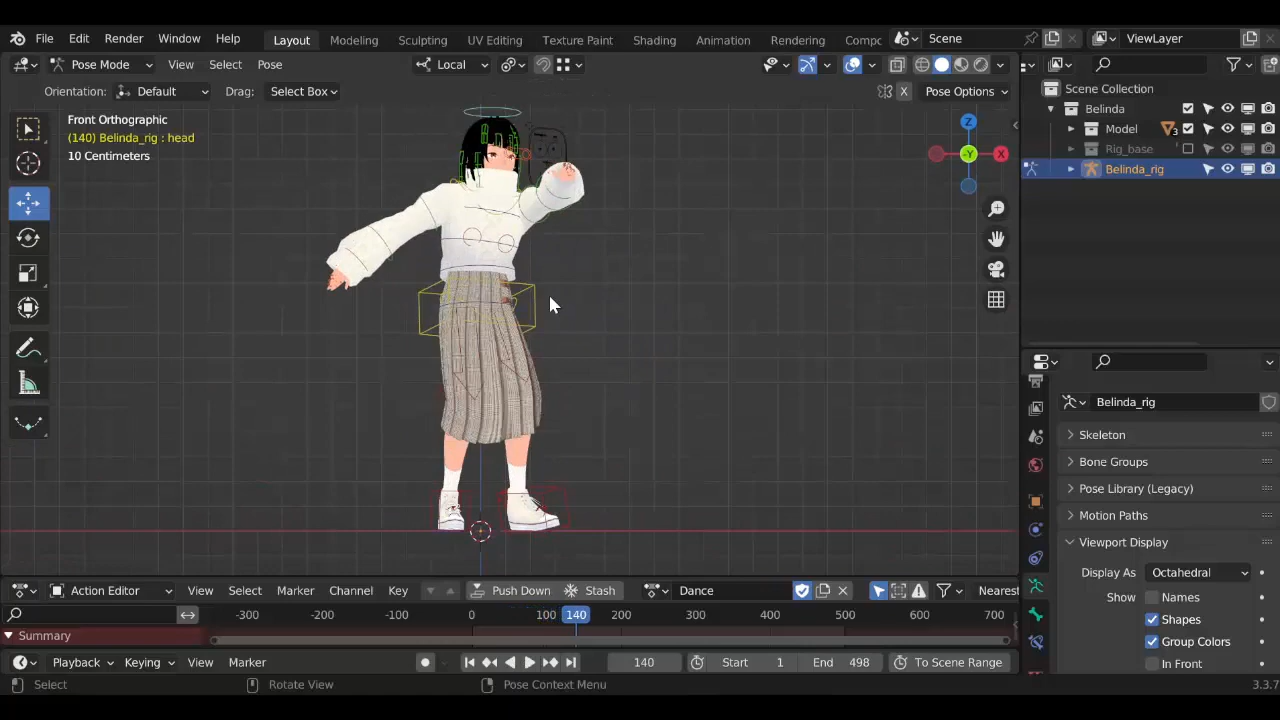 File Edit Render Window Help Layout Modeling Sculpting UV Editing Texture Paint Shading Animation Rendering Compc Scene ViewLayer
Pose Mode View Select Pose Local
Orientation: Default Drag: Select Box X Pose Options
Scene Collection
Belinda
Model
Rig_base
Belinda_rig
Front Orthographic
(140) Belinda_rig : head
10 Centimeters
Z
-Y
X
Belinda_rig
Skeleton
Bone Groups
Pose Library (Legacy)
Motion Paths
Viewport Display
Display As Octahedral
Show Names
Shapes
Group Colors
In Front
Action Editor View Select Marker Channel Key Push Down Stash Dance Nearest
-300 -200 -100 0 100 140 200 300 400 500 600 700
Summary
Playback Keying View Marker 140 Start 1 End 498 To Scene Range
Select Rotate View Pose Context Menu 3.3.7